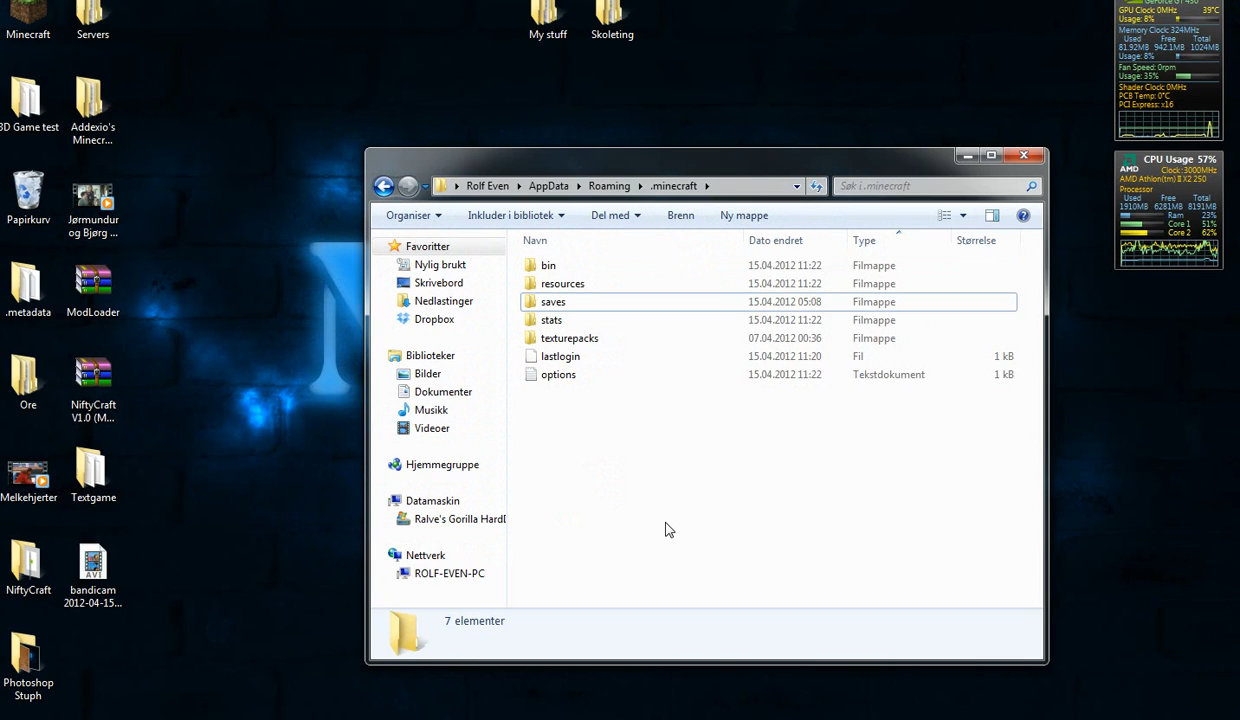 Minecraft
Servers
My stuff
Skoleting
3D Game test
Addexio's
Minecr...
Papirkurv
Jørmundur
og Bjørg ...
.metadata
ModLoader
Ore
NiftyCraft
V1.0 (M...
Melkehjerter
Textgame
NiftyCraft
bandicam
2012-04-15...
Photoshop
Stuph
Rolf Even
AppData
Roaming
.minecraft
Søk i .minecraft
Organiser
Inkluder i bibliotek
Del med
Brenn
Ny mappe
Favoritter
Nylig brukt
Skrivebord
Nedlastinger
Dropbox
Biblioteker
Bilder
Dokumenter
Musikk
Videoer
Hjemmegruppe
Datamaskin
Ralve's Gorilla HardD
Nettverk
ROLF-EVEN-PC
Navn Dato endret Type Størrelse
bin 15.04.2012 11:22 Filmappe
resources 15.04.2012 11:22 Filmappe
saves 15.04.2012 05:08 Filmappe
stats 15.04.2012 11:22 Filmappe
texturepacks 07.04.2012 00:36 Filmappe
lastlogin 15.04.2012 11:20 Fil 1 kB
options 15.04.2012 11:22 Tekstdokument 1 kB
7 elementer
GPU Clock: 0MHz 39°C
Usage: 8%
Memory Clock: 324MHz
Used Free Total
81.92MB 942.1MB 1024MB
Usage: 8%
Fan Speed: 0rpm
Usage: 35%
Shader Clock: 0MHz
PCB Temp: 0°C
PCI Express: x16
AMD
CPU Usage 57%
Clock: 3000MHz
AMD Athlon(tm) II X2 250
Processor
Used Free Total
1910MB 6281MB 8191MB
Ram 23%
Core 1 51%
Core 2 62%